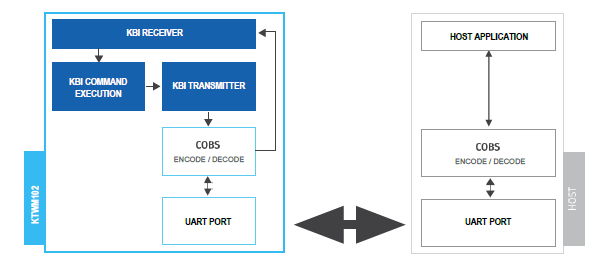 KBI RECEIVER
KBI COMMAND
EXECUTION
KBI TRANSMITTER
COBS
ENCODE / DECODE
UART PORT
KTWM102
HOST APPLICATION
COBS
ENCODE / DECODE
UART PORT
HOST